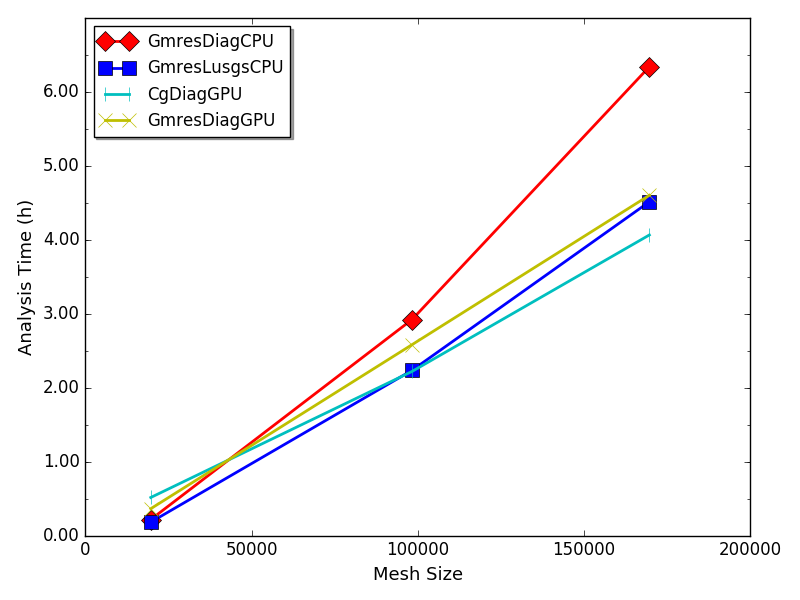 GmresDiagCPU
GmresLusgsCPU
CgDiagGPU
GmresDiagGPU
6.00
5.00
4.00
3.00
2.00
1.00
0.00
Analysis Time (h)
0 50000 100000 150000 200000
Mesh Size